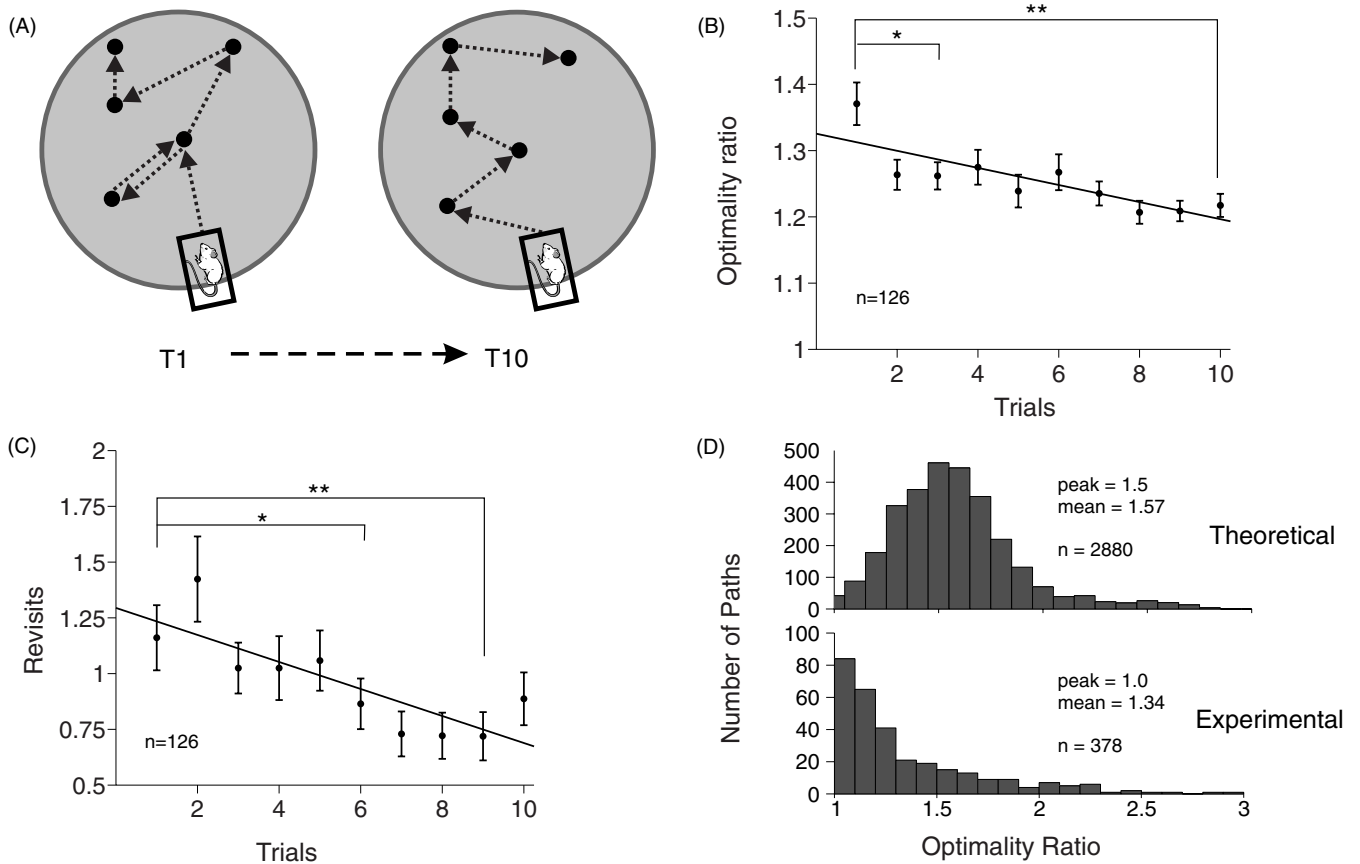 (A)
T1
T10
(B)
**
*
1.5
1.4
1.3
1.2
1.1
1
Optimality ratio
n=126
2
4
6
8
10
Trials
(C)
**
*
2
1.75
1.5
1.25
1
0.75
0.5
Revisits
n=126
2
4
6
8
10
Trials
(D)
500
400
300
200
100
0
peak = 1.5
mean = 1.57
n = 2880
Theoretical
Number of Paths
100
80
60
40
20
0
peak = 1.0
mean = 1.34
n = 378
Experimental
1
1.5
2
2.5
3
Optimality Ratio